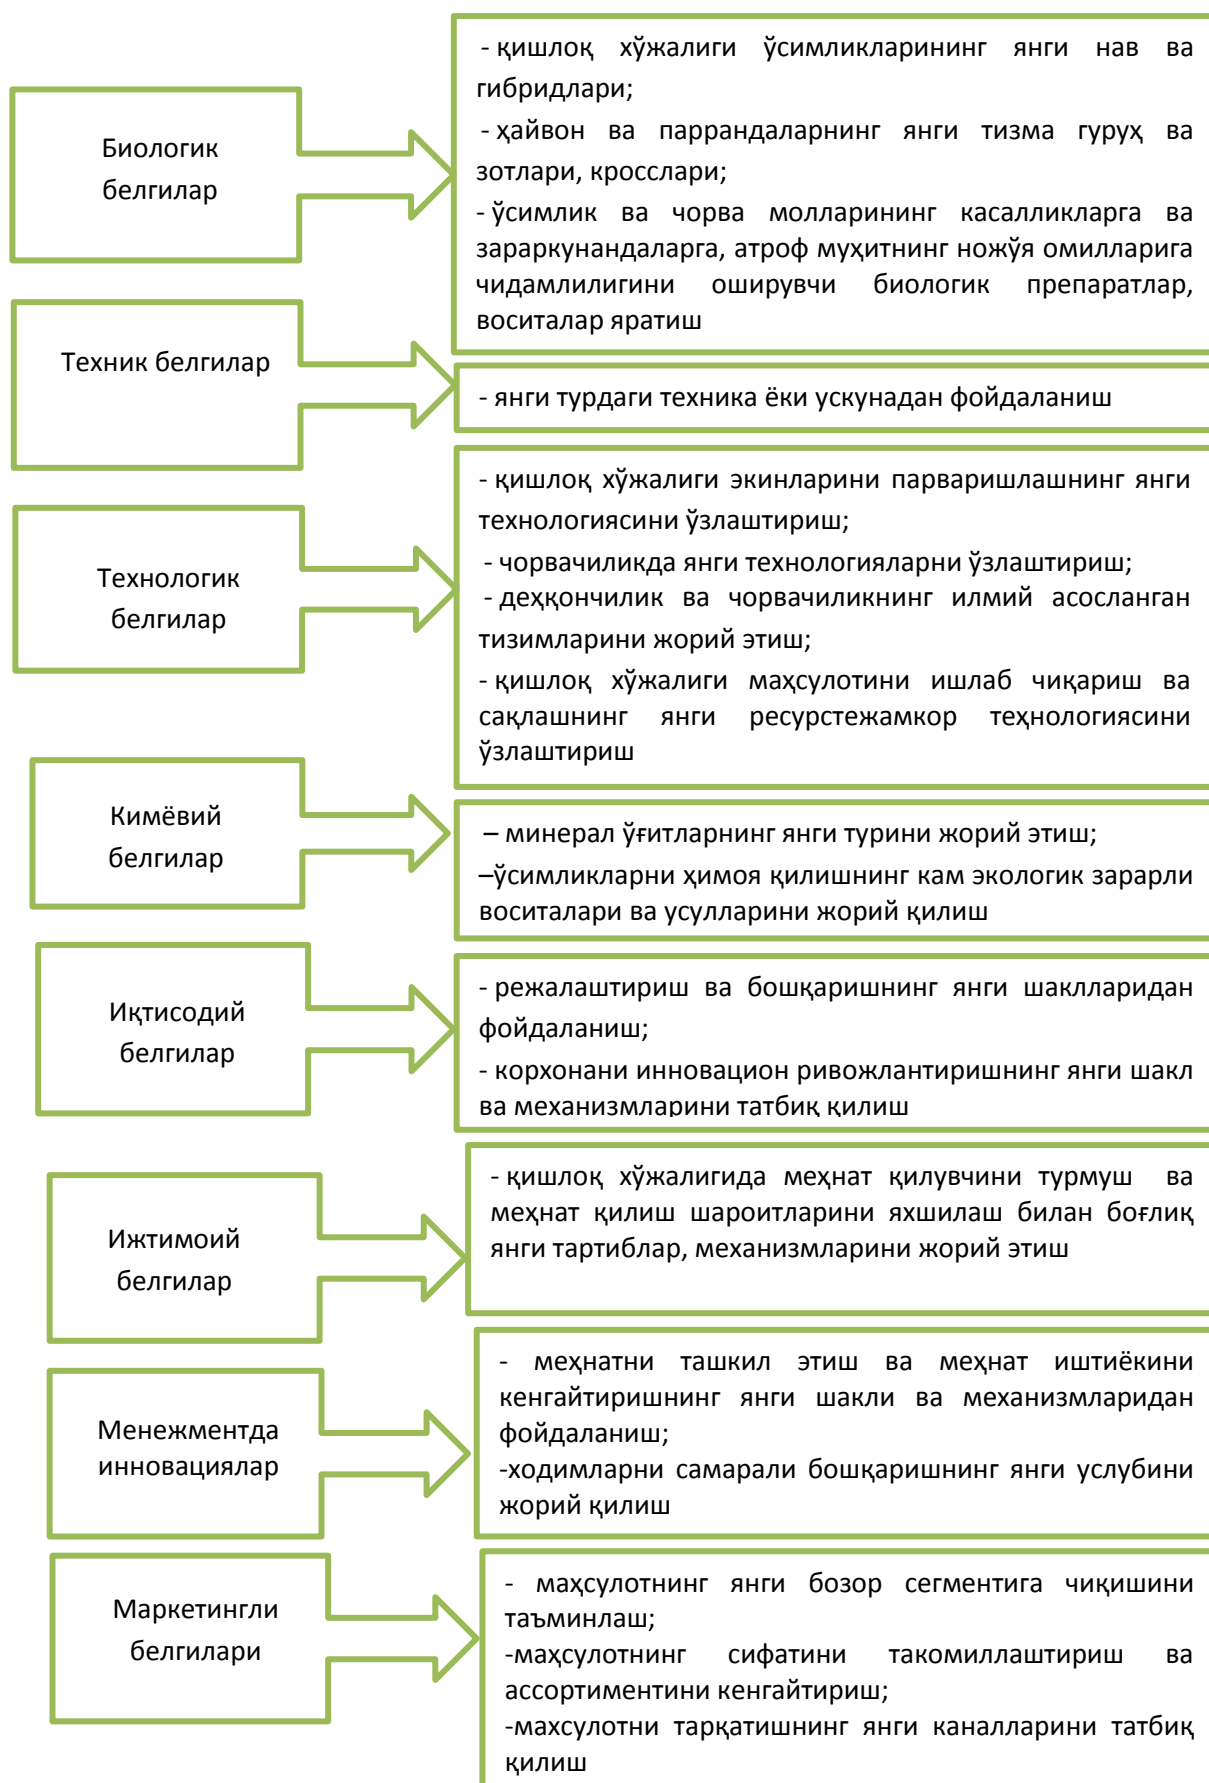 Биологик
белгилар
- қишлоқ хўжалиги ўсимликларининг янги нав ва
гибридлари;
- ҳайвон ва паррандаларнинг янги тизма гуруҳ ва
зотлари, кросслари;
- ўсимлик ва чорва молларининг касалликларга ва
зараркунандаларга, атроф муҳитнинг ножўя омилларига
чидамлилигини оширувчи биологик препаратлар,
воситалар яратиш
Техник белгилар
- янги турдаги техника ёки ускунадан фойдаланиш
Технологик
белгилар
- қишлоқ хўжалиги экинларини парваришлашнинг янги
технологиясини ўзлаштириш;
- чорвачиликда янги технологияларни ўзлаштириш;
- деҳқончилик ва чорвачиликнинг илмий асосланган
тизимларини жорий этиш;
- қишлоқ хўжалиги маҳсулотини ишлаб чиқариш ва
сақлашнинг янги ресурстежамкор теҳнологиясини
ўзлаштириш
Кимёвий
белгилар
– минерал ўғитларнинг янги турини жорий этиш;
–ўсимликларни ҳимоя қилишнинг кам экологик зарарли
воситалари ва усулларини жорий қилиш
Иқтисодий
белгилар
- режалаштириш ва бошқаришнинг янги шаклларидан
фойдаланиш;
- корхонани инновацион ривожлантиришнинг янги шакл
ва механизмларини татбиқ қилиш
Ижтимоий
белгилар
- қишлоқ хўжалигида меҳнат қилувчини турмуш ва
меҳнат қилиш шароитларини яхшилаш билан боғлиқ
янги тартиблар, механизмларини жорий этиш
Менежментда
инновациялар
- меҳнатни ташкил этиш ва меҳнат иштиёкини
кенгайтиришнинг янги шакли ва механизмларидан
фойдаланиш;
-ходимларни самарали бошқаришнинг янги услубини
жорий қилиш
Маркетингли
белгилари
- маҳсулотнинг янги бозор сегментига чиқишини
таъминлаш;
-маҳсулотнинг сифатини такомиллаштириш ва
ассортиментини кенгайтириш;
-махсулотни тарқатишнинг янги каналларини татбиқ
қилиш